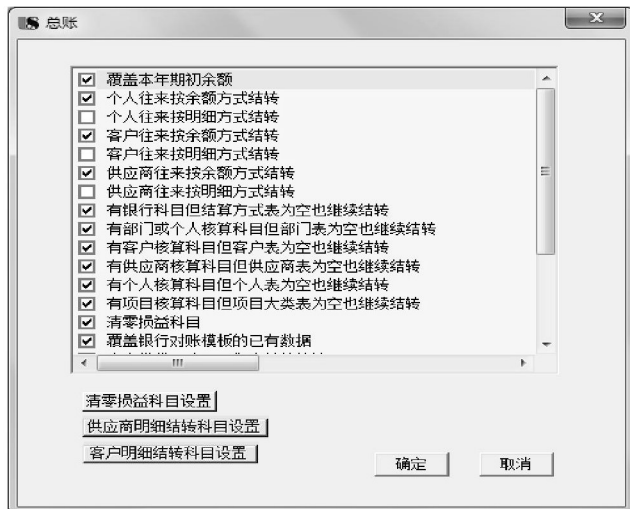 总账
覆盖本年期初余额
个人往来按余额方式结转
个人往来按明细方式结转
客户往来按余额方式结转
客户往来按明细方式结转
供应商往来按余额方式结转
供应商往来按明细方式结转
有银行科目但结算方式表为空也继续结转
有部门或个人核算科目但部门表为空也继续结转
有客户核算科目但客户表为空也继续结转
有供应商核算科目但供应商表为空也继续结转
有个人核算科目但个人表为空也继续结转
有项目核算科目但项目大类表为空也继续结转
清零损益科目
覆盖银行对账模板的已有数据
清零损益科目设置
供应商明细结转科目设置
客户明细结转科目设置
确定
取消